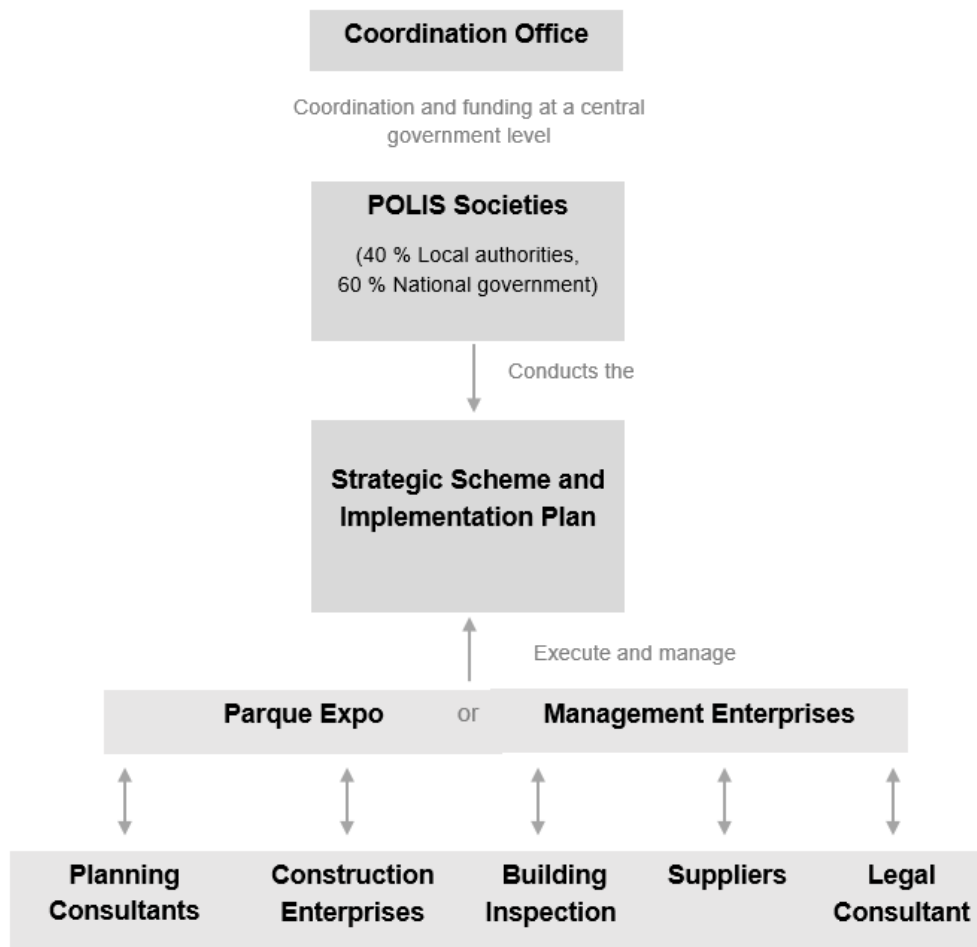 Coordination Office
Coordination and funding at a central
government level
POLIS Societies
(40 % Local authorities,
60 % National government)
Conducts the
Strategic Scheme and
Implementation Plan
Execute and manage
Parque Expo or Management Enterprises
Planning
Consultants
Construction
Enterprises
Building
Inspection
Suppliers
Legal
Consultant